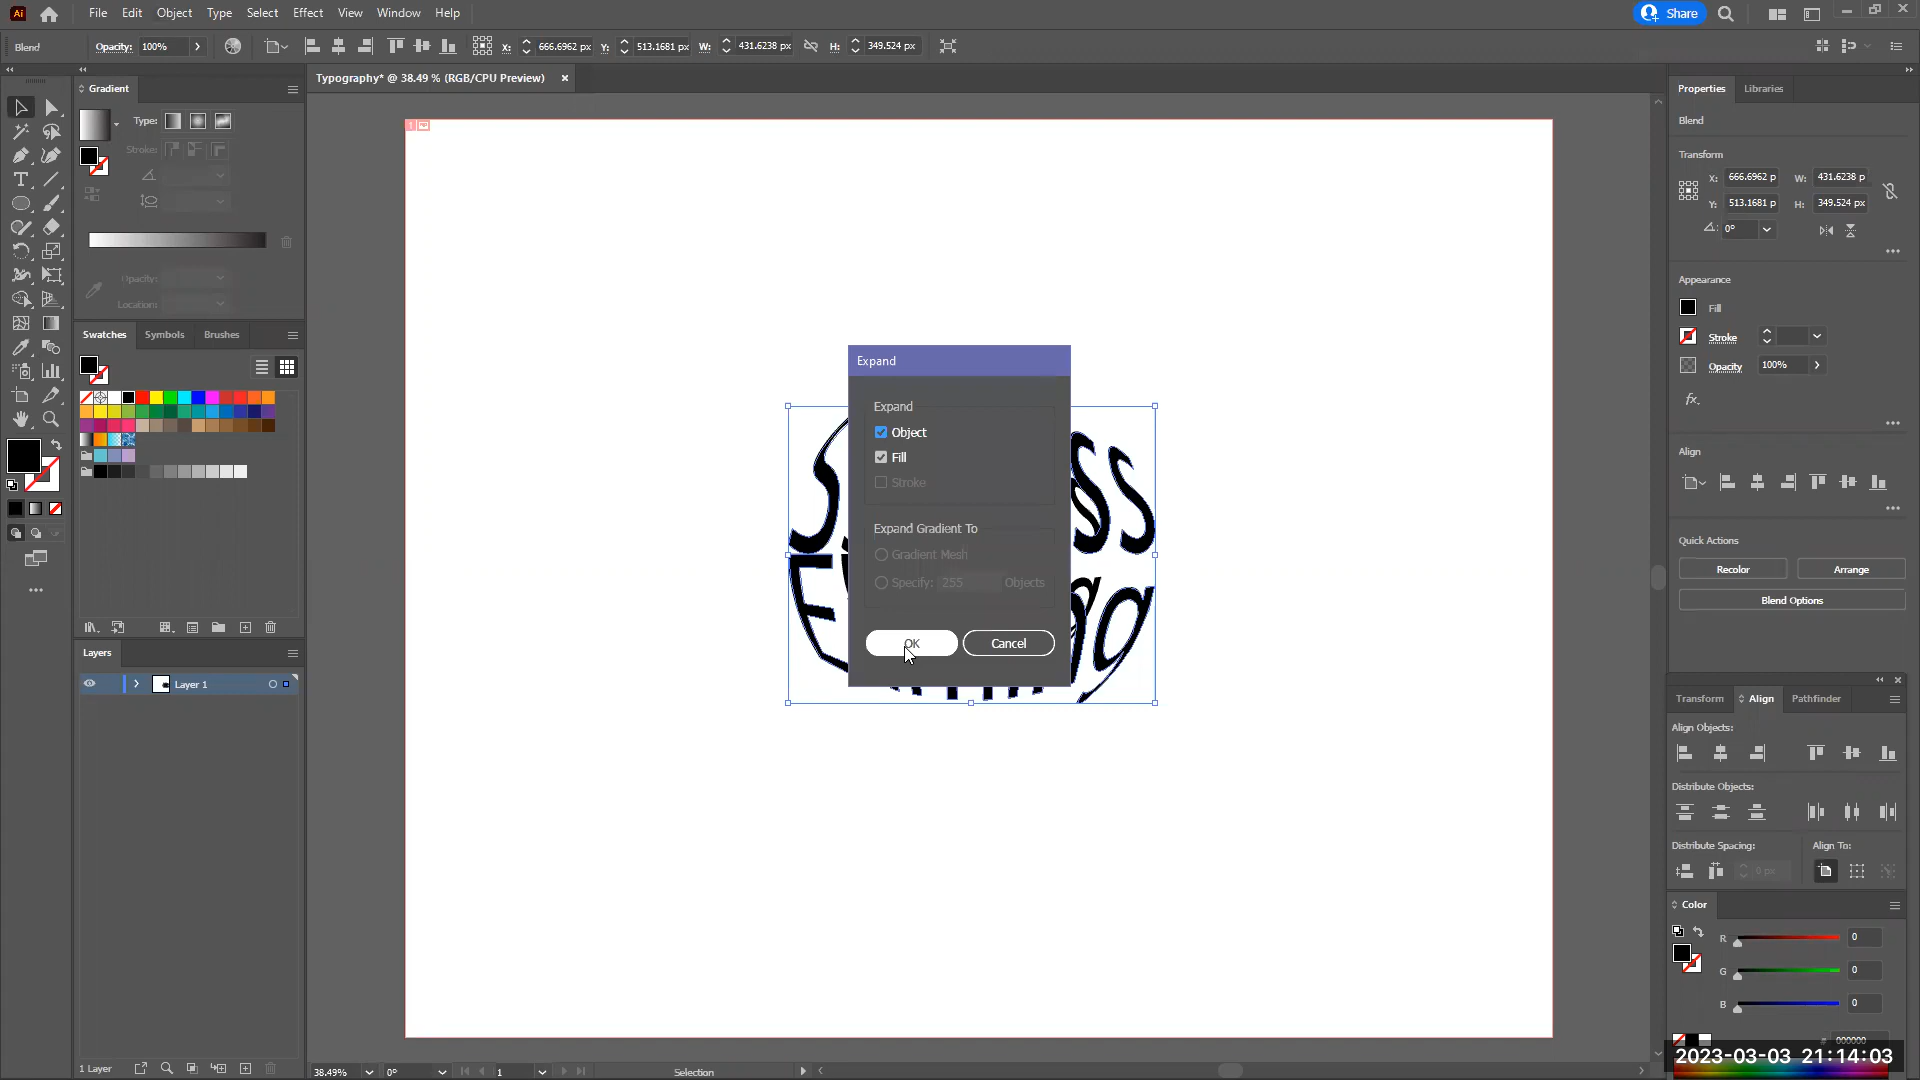 Ai File Edit Object Type Select Effect View Window Help Share
Blend Opacity: 100% X: 666.6962 px Y: 513.1681 px W: 431.6238 px H: 349.524 px
Typography* @ 38.49 % (RGB/CPU Preview)
Gradient
Type:
Stroke:
Opacity:
Location:
Swatches Symbols Brushes
Layers
Layer 1
1 Layer
Expand
Expand
Object
Fill
Stroke
Expand Gradient To
Gradient Mesh
Specify: 255 Objects
OK Cancel
38.49% 0° 1 Selection
Properties Libraries
Blend
Transform
X: 666.6962 p W: 431.6238 p
Y: 513.1681 p H: 349.524 px
0°
Appearance
Fill
Stroke
Opacity 100%
fx.
Align
Quick Actions
Recolor Arrange
Blend Options
Transform Align Pathfinder
Align Objects:
Distribute Objects:
Distribute Spacing: Align To:
0 px
Color
R 0
G 0
B 0
# 000000
2023-03-03 21:14:03